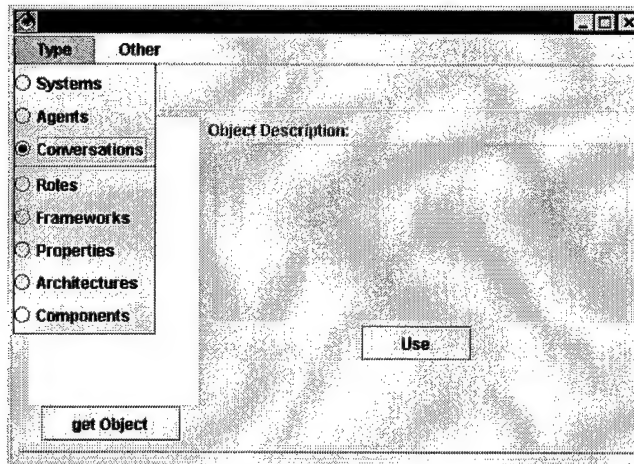 Type Other
Systems
Agents
Object Description:
Conversations
Roles
Frameworks
Properties
Architectures
Components
Use
get Object